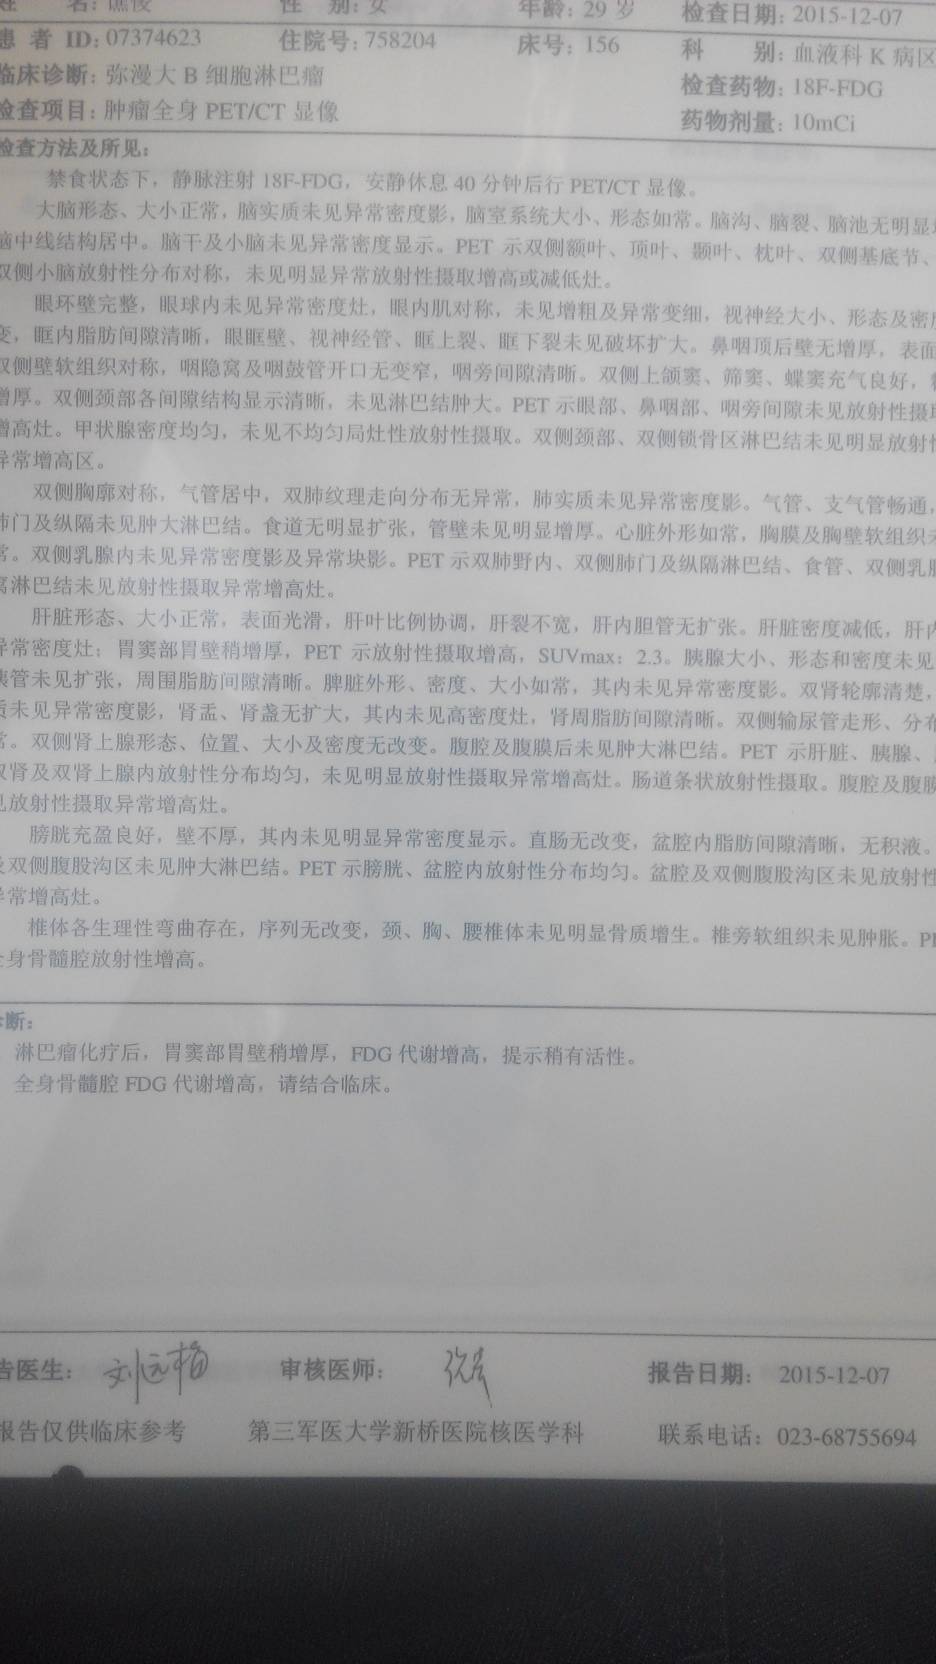 名: 谯俊 性 别: 女 年龄: 29 岁 检查日期: 2015-12-07
患 者 ID: 07374623 住院号: 758204 床号: 156 科 别: 血液科 K 病区
临床诊断: 弥漫大 B 细胞淋巴瘤 检查药物: 18F-FDG
检查项目: 肿瘤全身 PET/CT 显像 药物剂量: 10mCi
检查方法及所见:
禁食状态下，静脉注射 18F-FDG，安静休息 40 分钟后行 PET/CT 显像。
大脑形态、大小正常，脑实质未见异常密度影，脑室系统大小、形态如常。脑沟、脑裂、脑池无明显增
脑中线结构居中。脑干及小脑未见异常密度显示。PET 示双侧额叶、顶叶、颞叶、枕叶、双侧基底节、
双侧小脑放射性分布对称，未见明显异常放射性摄取增高或减低灶。
眼环壁完整，眼球内未见异常密度灶，眼内肌对称，未见增粗及异常变细，视神经大小、形态及密度
变，眶内脂肪间隙清晰，眼眶壁、视神经管、眶上裂、眶下裂未见破坏扩大。鼻咽顶后壁无增厚，表面
双侧壁软组织对称，咽隐窝及咽鼓管开口无变窄，咽旁间隙清晰。双侧上颌窦、筛窦、蝶窦充气良好，粘
增厚。双侧颈部各间隙结构显示清晰，未见淋巴结肿大。PET 示眼部、鼻咽部、咽旁间隙未见放射性摄取
增高灶。甲状腺密度均匀，未见不均匀局灶性放射性摄取。双侧颈部、双侧锁骨区淋巴结未见明显放射性
异常增高区。
双侧胸廓对称，气管居中，双肺纹理走向分布无异常，肺实质未见异常密度影。气管、支气管畅通，
肺门及纵隔未见肿大淋巴结。食道无明显扩张，管壁未见明显增厚。心脏外形如常，胸膜及胸壁软组织未
常。双侧乳腺内未见异常密度影及异常块影。PET 示双肺野内、双侧肺门及纵隔淋巴结、食管、双侧乳腺
窝淋巴结未见放射性摄取异常增高灶。
肝脏形态、大小正常，表面光滑，肝叶比例协调，肝裂不宽，肝内胆管无扩张。肝脏密度减低，肝内
异常密度灶；胃窦部胃壁稍增厚，PET 示放射性摄取增高，SUVmax：2.3。胰腺大小、形态和密度未见
胰管未见扩张，周围脂肪间隙清晰。脾脏外形、密度、大小如常，其内未见异常密度影。双肾轮廓清楚，
质未见异常密度影，肾盂、肾盏无扩大，其内未见高密度灶，肾周脂肪间隙清晰。双侧输尿管走形、分布
常。双侧肾上腺形态、位置、大小及密度无改变。腹腔及腹膜后未见肿大淋巴结。PET 示肝脏、胰腺、
双肾及双肾上腺内放射性分布均匀，未见明显放射性摄取异常增高灶。肠道条状放射性摄取。腹腔及腹膜
见放射性摄取异常增高灶。
膀胱充盈良好，壁不厚，其内未见明显异常密度显示。直肠无改变，盆腔内脂肪间隙清晰，无积液。
及双侧腹股沟区未见肿大淋巴结。PET 示膀胱、盆腔内放射性分布均匀。盆腔及双侧腹股沟区未见放射性
异常增高灶。
椎体各生理性弯曲存在，序列无改变，颈、胸、腰椎体未见明显骨质增生。椎旁软组织未见肿胀。PE
全身骨髓腔放射性增高。
诊断:
淋巴瘤化疗后，胃窦部胃壁稍增厚，FDG 代谢增高，提示稍有活性。
全身骨髓腔 FDG 代谢增高，请结合临床。
告医生: 刘远梅 审核医师: 报告日期: 2015-12-07
报告仅供临床参考 第三军医大学新桥医院核医学科 联系电话: 023-68755694